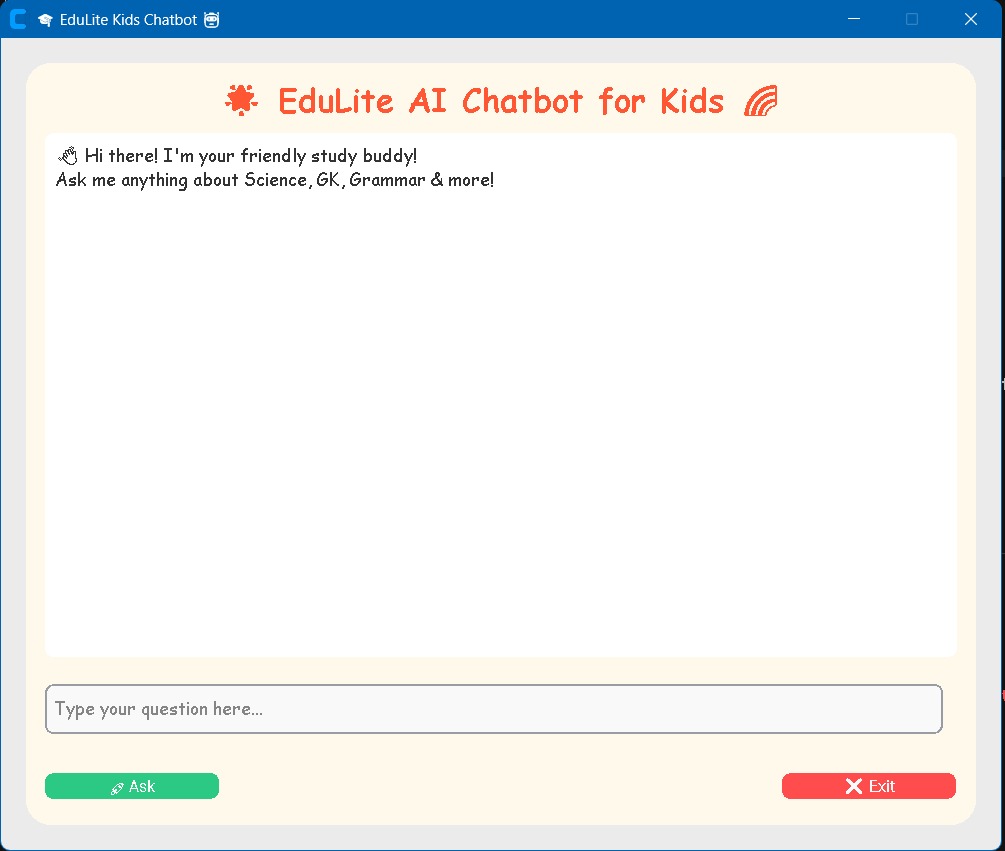 EduLite Kids Chatbot
EduLite AI Chatbot for Kids
Hi there! I'm your friendly study buddy!
Ask me anything about Science, GK, Grammar & more!
Type your question here...
Ask
Exit